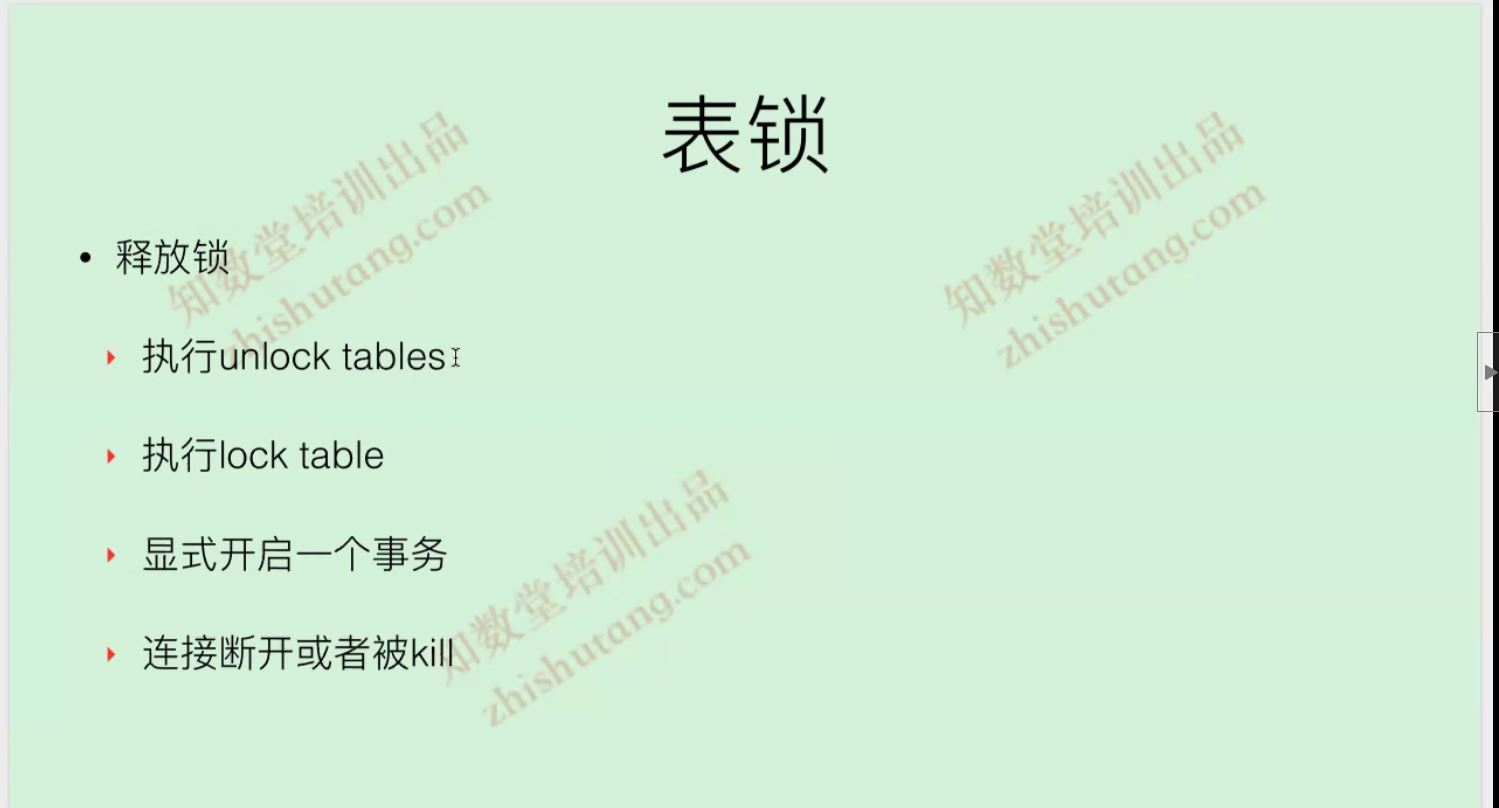 表锁
知数堂培训出品
zhishutang.com
知数堂培训出品
zhishutang.com
• 释放锁
执行unlock tables
执行lock table
显式开启一个事务
连接断开或者被kill
知数堂培训出品
zhishutang.com